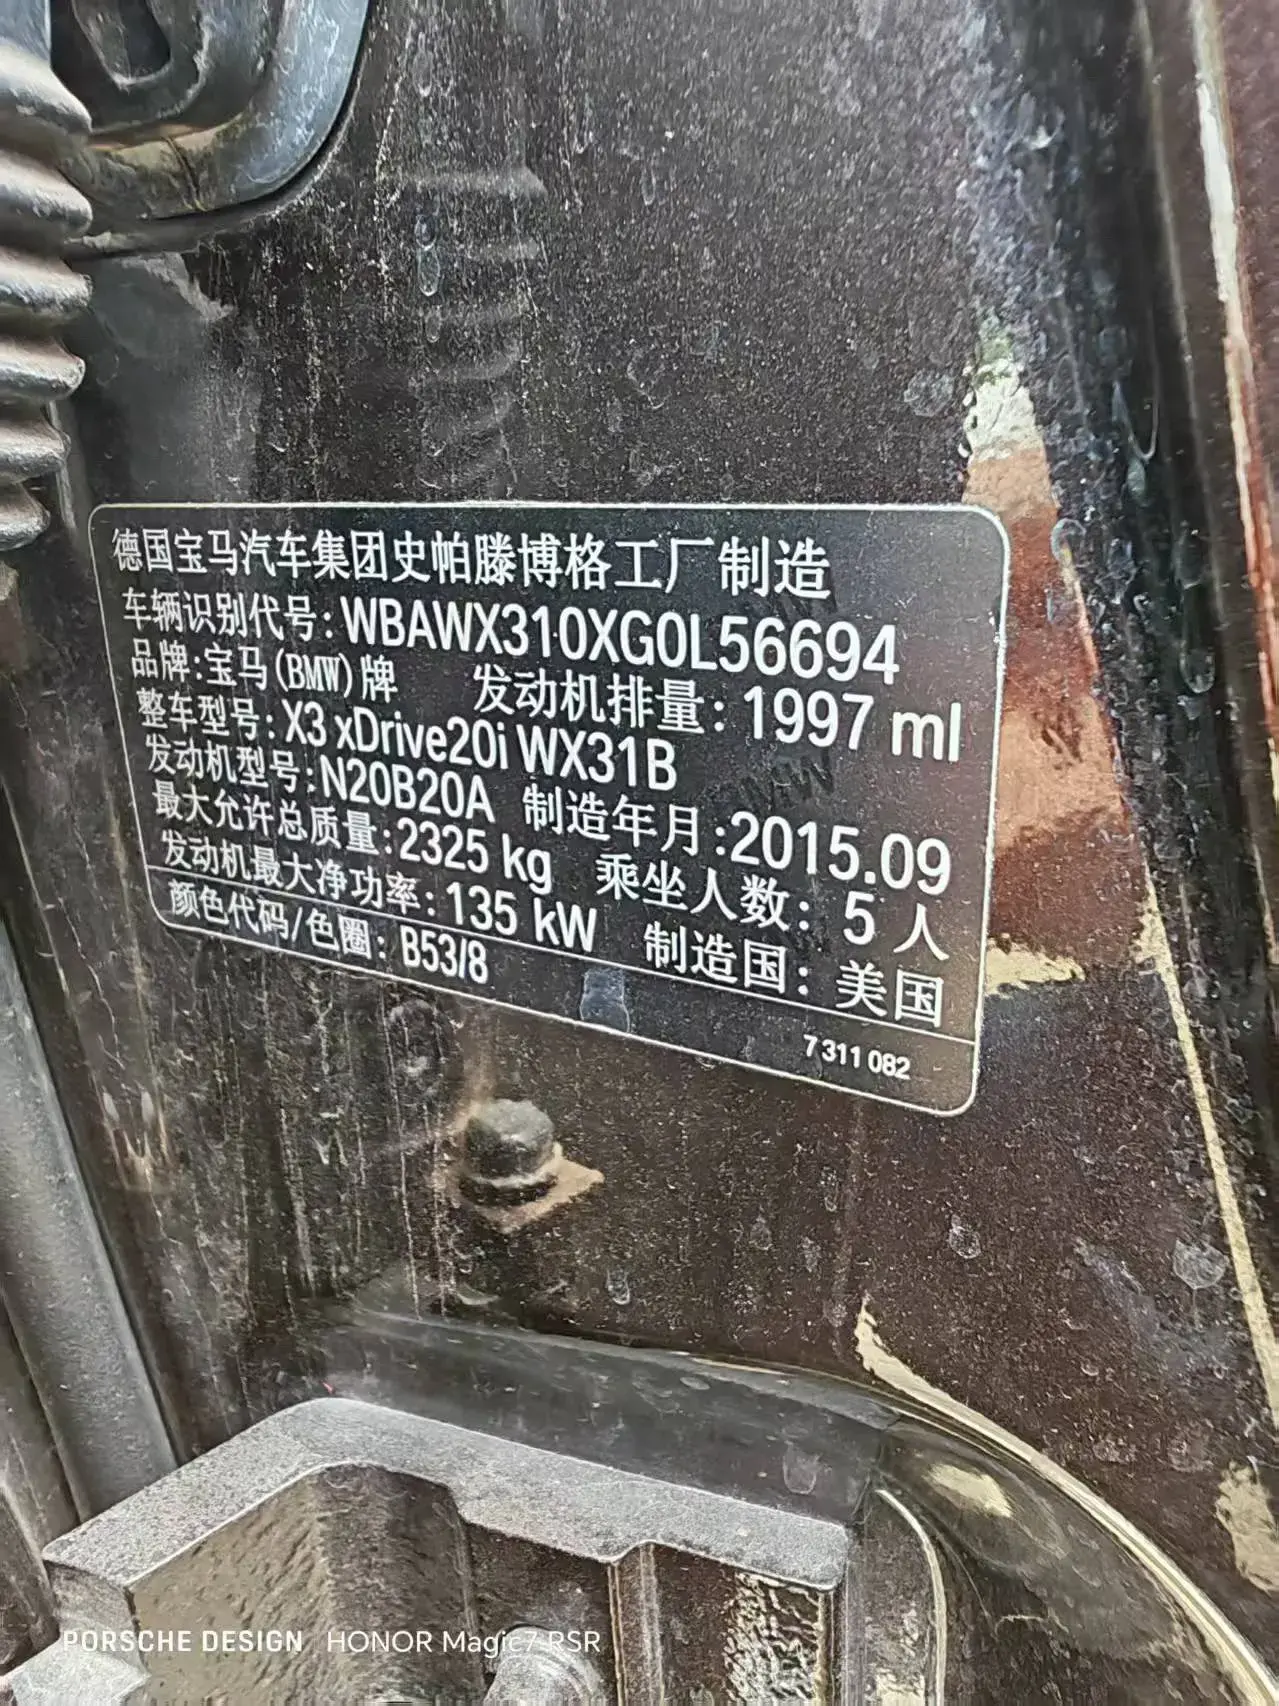 德国宝马汽车集团史帕滕博格工厂制造
车辆识别代号: WBAWX310XG0L56694
品牌:宝马(BMW)牌 发动机排量: 1997 ml
整车型号: X3 xDrive20i WX31B
发动机型号:N20B20A 制造年月:2015.09
最大允许总质量:2325 kg 乘坐人数: 5 人
发动机最大净功率: 135 kW 制造国: 美国
颜色代码/色圈: B53/8
7 311 082
PORSCHE DESIGN HONOR Magic7 RSR